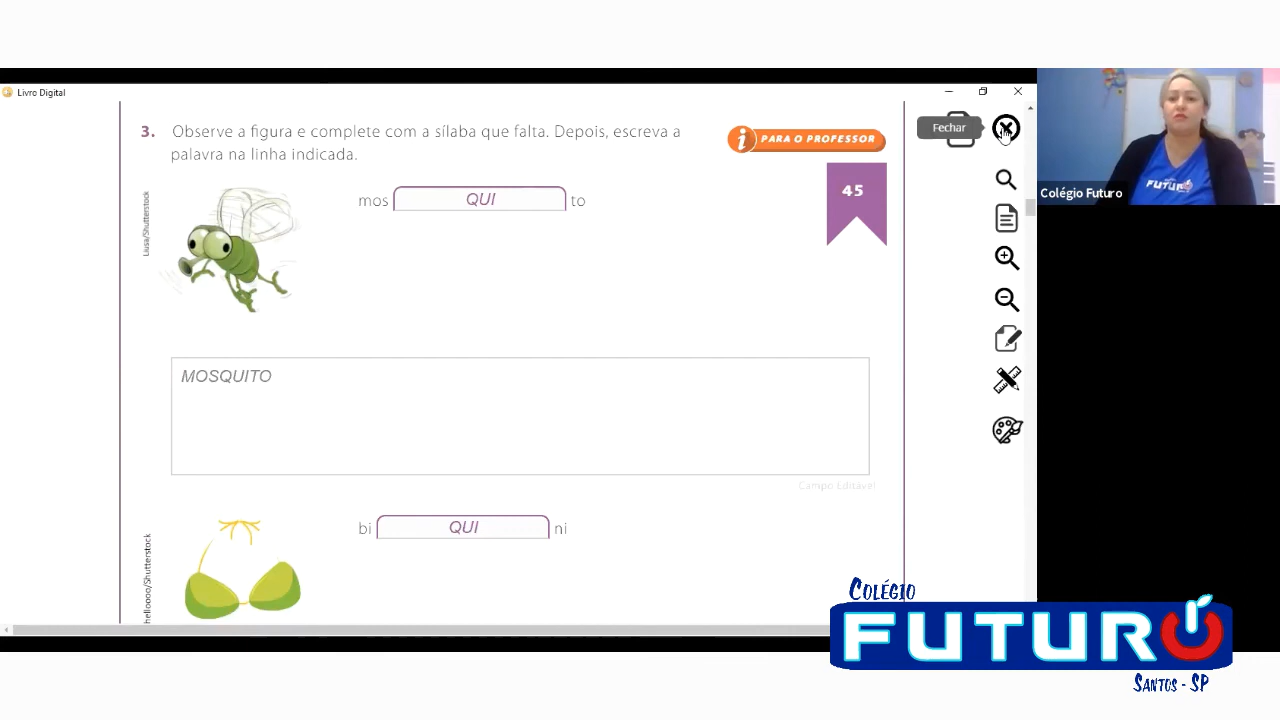 Livro Digital
3. Observe a figura e complete com a sílaba que falta. Depois, escreva a
palavra na linha indicada.
PARA O PROFESSOR
45
Fechar
Liusa/Shutterstock
mos QUI to
MOSQUITO
Campo Editável
helloooo/Shutterstock
bi QUI ni
FUTURO
Colégio Futuro
COLÉGIO
FUTURO
SANTOS - SP